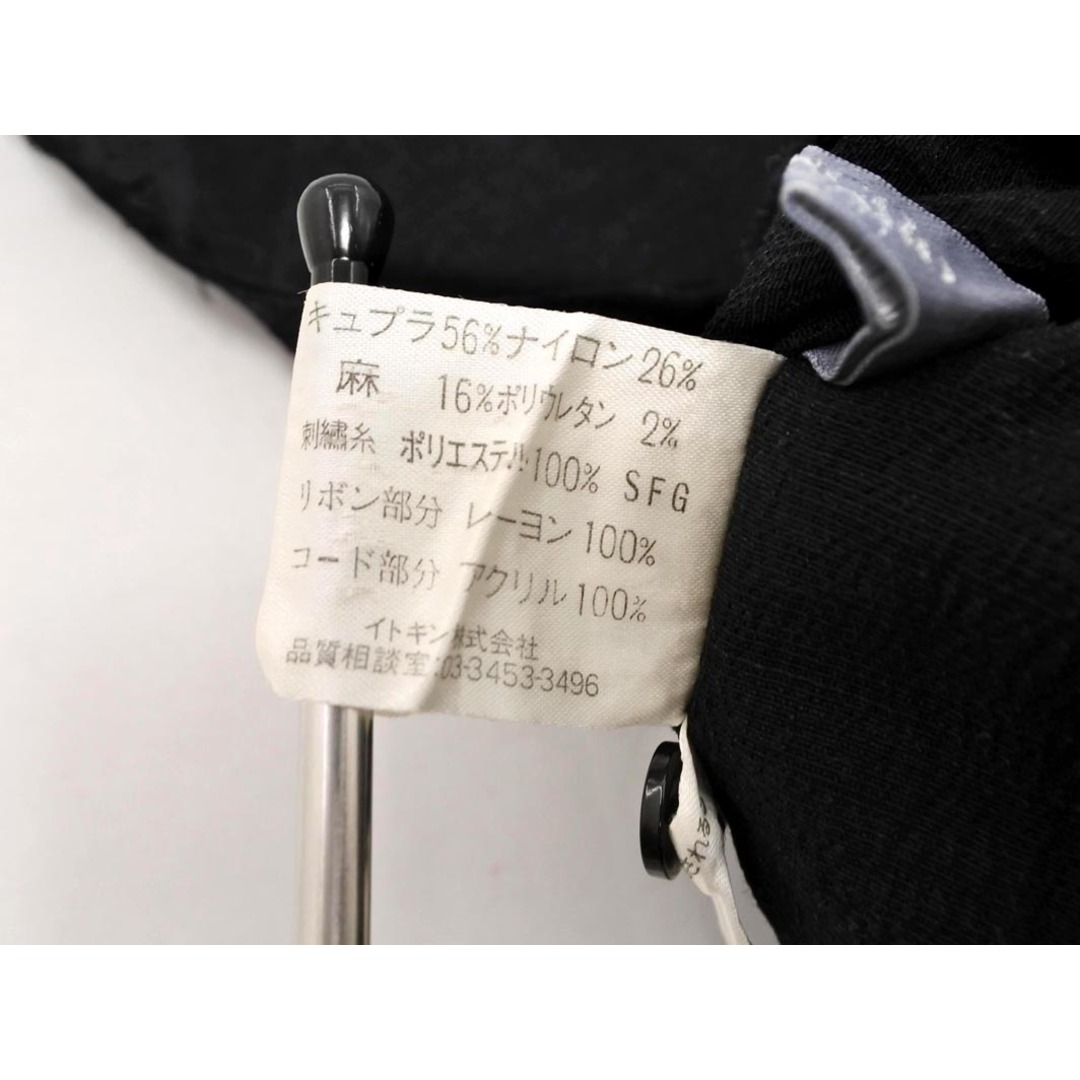 キュプラ56%ナイロン26%
麻 16%ポリウレタン 2%
刺繍糸 ポリエステル100% SFG
リボン部分 レーヨン100%
コード部分 アクリル100%
イトキン株式会社
品質相談室:03-3453-3496